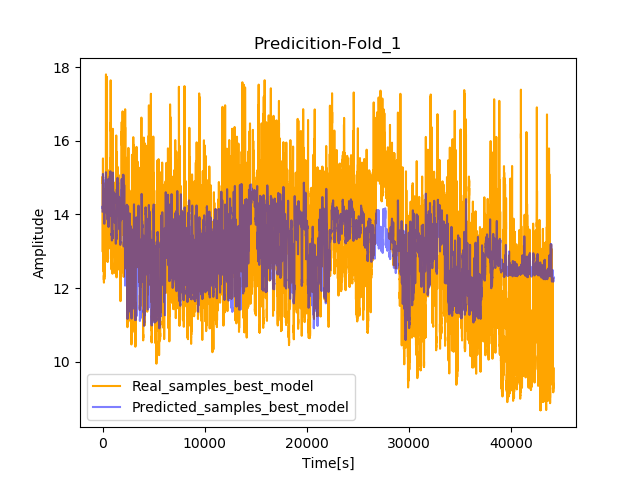 Predicition-Fold_1
18
16
14
12
10
Amplitude
Real_samples_best_model
Predicted_samples_best_model
0 10000 20000 30000 40000
Time[s]